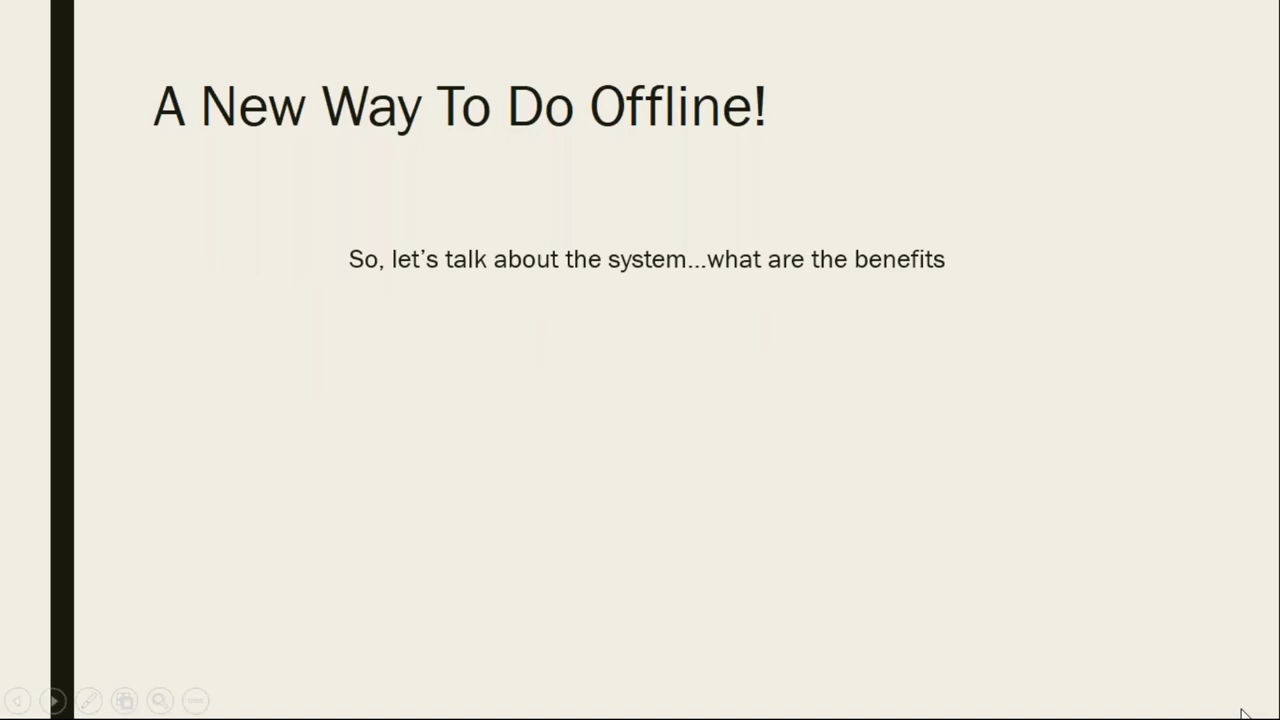 A New Way To Do Offline!
So, let’s talk about the system...what are the benefits